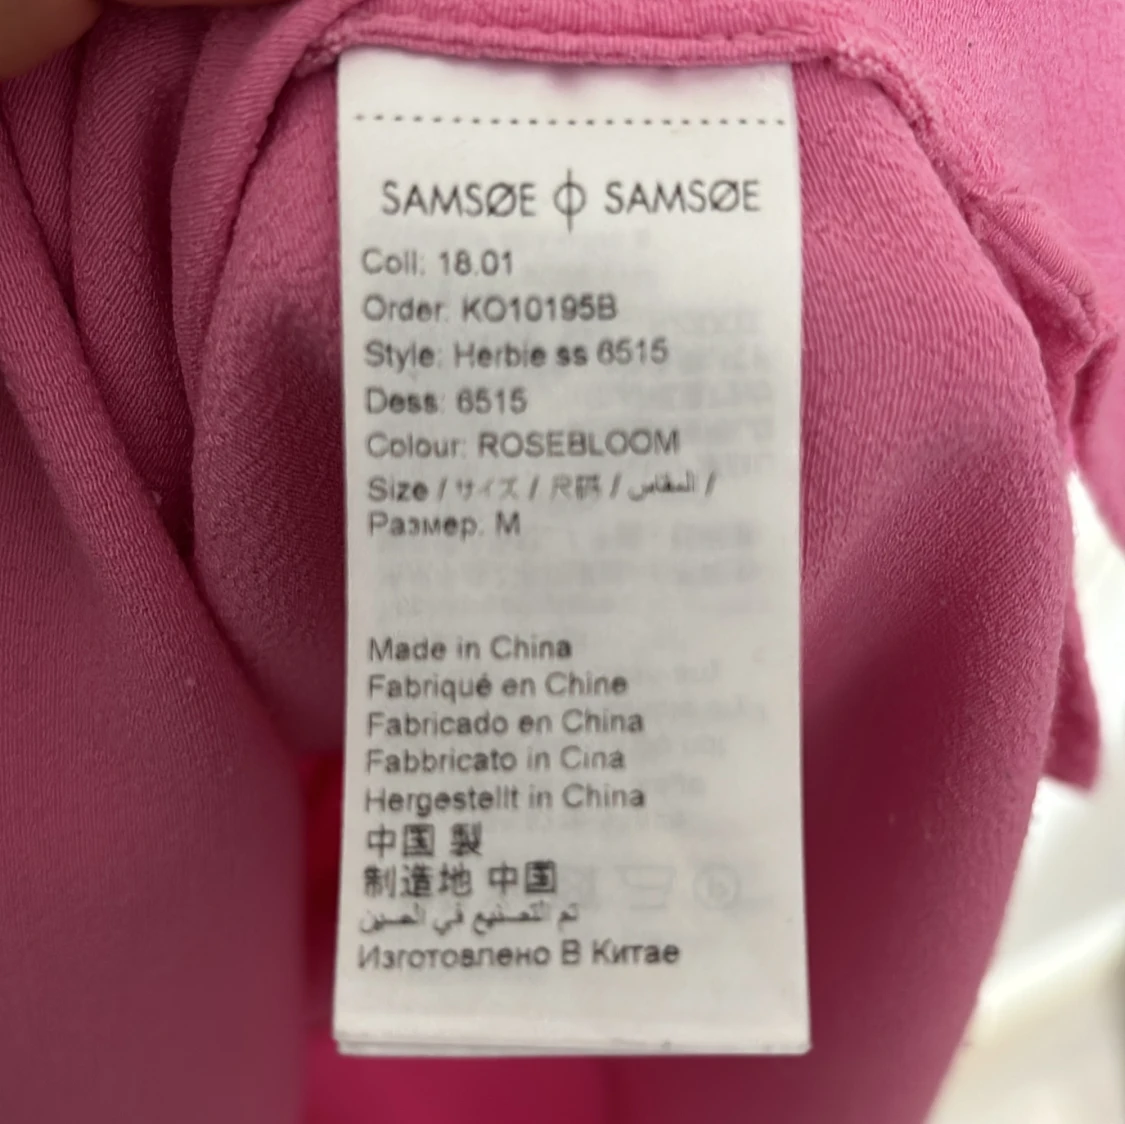 SAMSØE ϕ SAMSØE
Coll: 18.01
Order: KO10195B
Style: Herbie ss 6515
Dess: 6515
Colour: ROSEBLOOM
Size / サイズ / 尺码 / المقاس /
Размер. M
Made in China
Fabriqué en Chine
Fabricado en China
Fabbricato in Cina
Hergestellt in China
中国 製
制造地 中国
تم التصنيع في الصين
Изготовлено В Китае